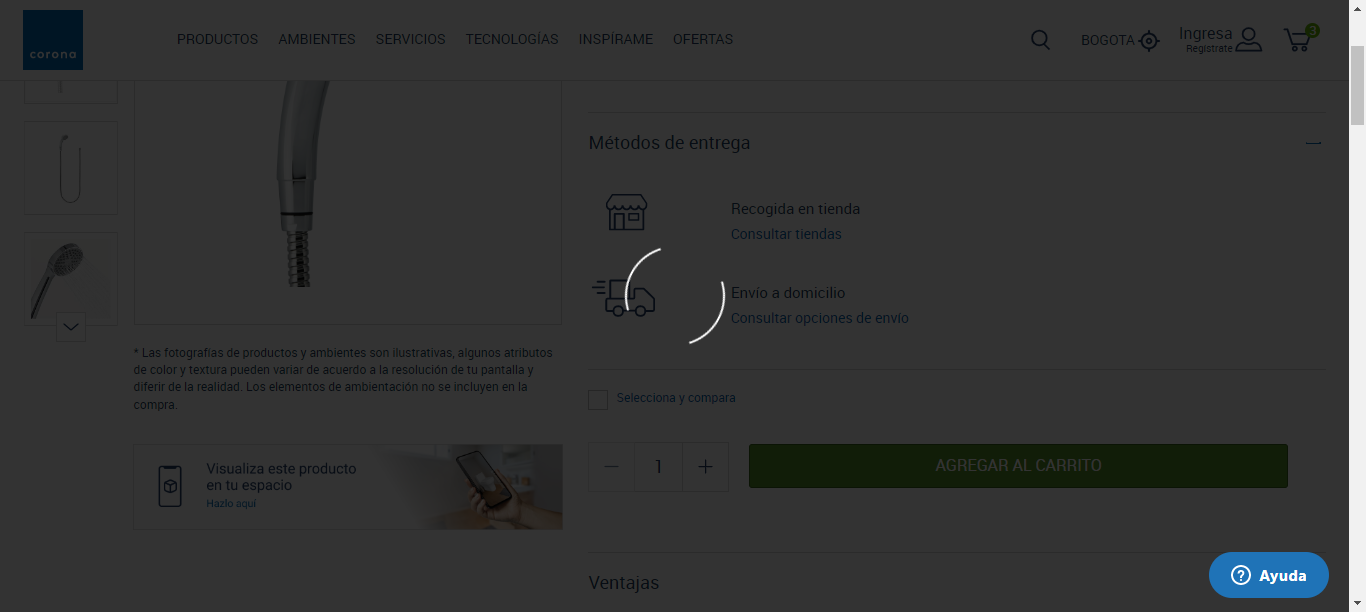 corona
PRODUCTOS
AMBIENTES
SERVICIOS
TECNOLOGÍAS
INSPÍRAME
OFERTAS
BOGOTA
Ingresa
Regístrate
3
Métodos de entrega
Recogida en tienda
Consultar tiendas
Envío a domicilio
Consultar opciones de envío
* Las fotografías de productos y ambientes son ilustrativas, algunos atributos
de color y textura pueden variar de acuerdo a la resolución de tu pantalla y
diferir de la realidad. Los elementos de ambientación no se incluyen en la
compra.
Selecciona y compara
Visualiza este producto
en tu espacio
Hazlo aquí
1
AGREGAR AL CARRITO
Ventajas
Ayuda